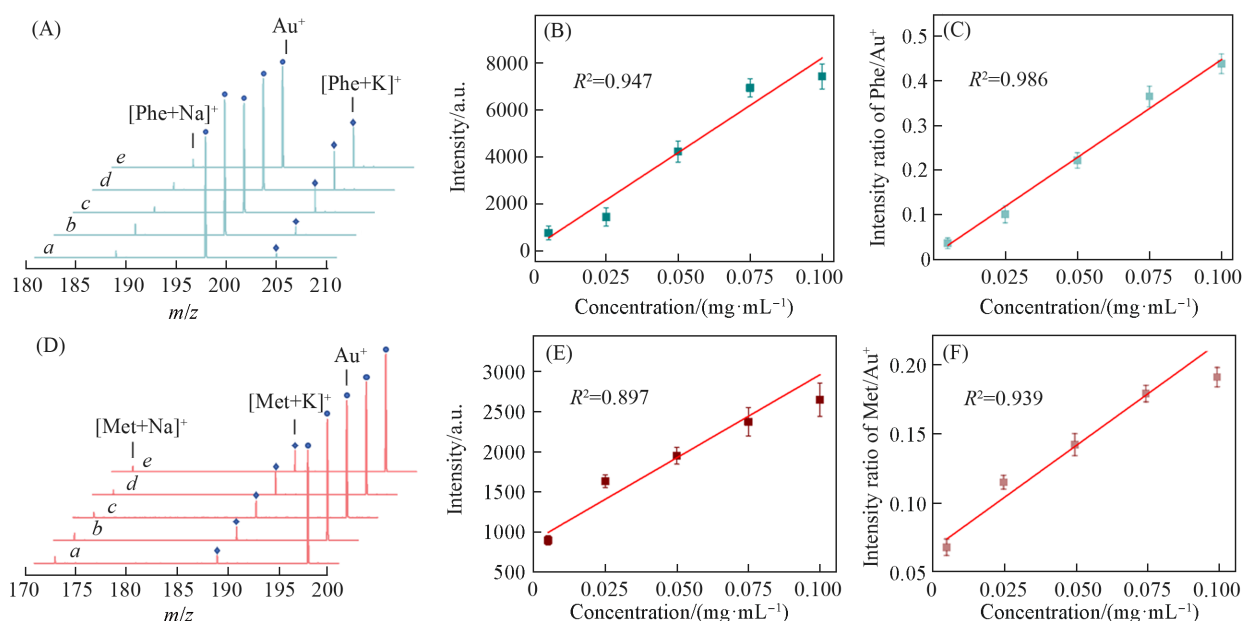 (A)
Au⁺
[Phe+K]⁺
[Phe+Na]⁺
e
d
c
b
a
180 185 190 195 200 205 210
m/z
(B)
R²=0.947
8000
6000
4000
2000
0
Intensity/a.u.
0 0.025 0.050 0.075 0.100
Concentration/(mg·mL⁻¹)
(C)
R²=0.986
0.5
0.4
0.3
0.2
0.1
0
Intensity ratio of Phe/Au⁺
0 0.025 0.050 0.075 0.100
Concentration/(mg·mL⁻¹)
(D)
Au⁺
[Met+K]⁺
[Met+Na]⁺
e
d
c
b
a
170 175 180 185 190 195 200
m/z
(E)
R²=0.897
3000
2500
2000
1500
1000
500
Intensity/a.u.
0 0.025 0.050 0.075 0.100
Concentration/(mg·mL⁻¹)
(F)
R²=0.939
0.20
0.15
0.10
0.05
Intensity ratio of Met/Au⁺
0 0.025 0.050 0.075 0.100
Concentration/(mg·mL⁻¹)